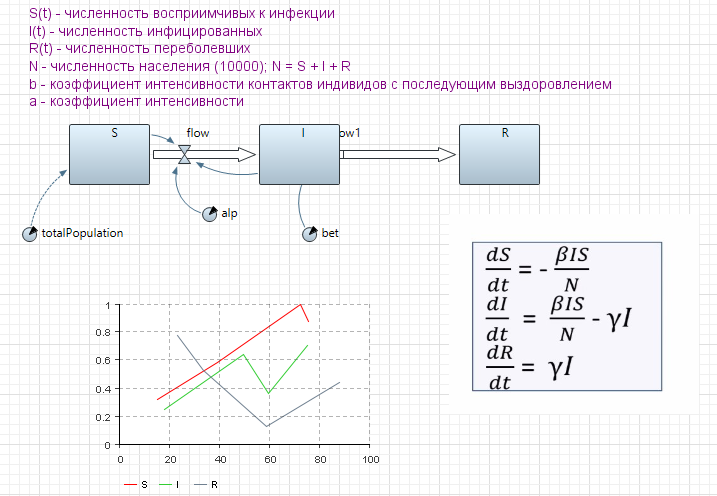 S(t) - численность восприимчивых к инфекции
I(t) - численность инфицированных
R(t) - численность переболевших
N - численность населения (10000); N = S + I + R
b - коэффициент интенсивности контактов индивидов с последующим выздоровлением
a - коэффициент интенсивности
S flow I ow1 R
alp
totalPopulation bet
dS/dt = - βIS/N
dI/dt = βIS/N - γI
dR/dt = γI
1
0.8
0.6
0.4
0.2
0
0 20 40 60 80 100
S I R